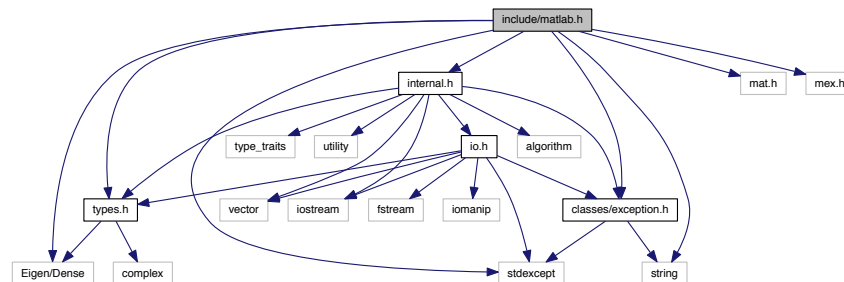 include/matlab.h
internal.h
mat.h
mex.h
type_traits
utility
io.h
algorithm
types.h
vector
iostream
fstream
iomanip
classes/exception.h
Eigen/Dense
complex
stdexcept
string